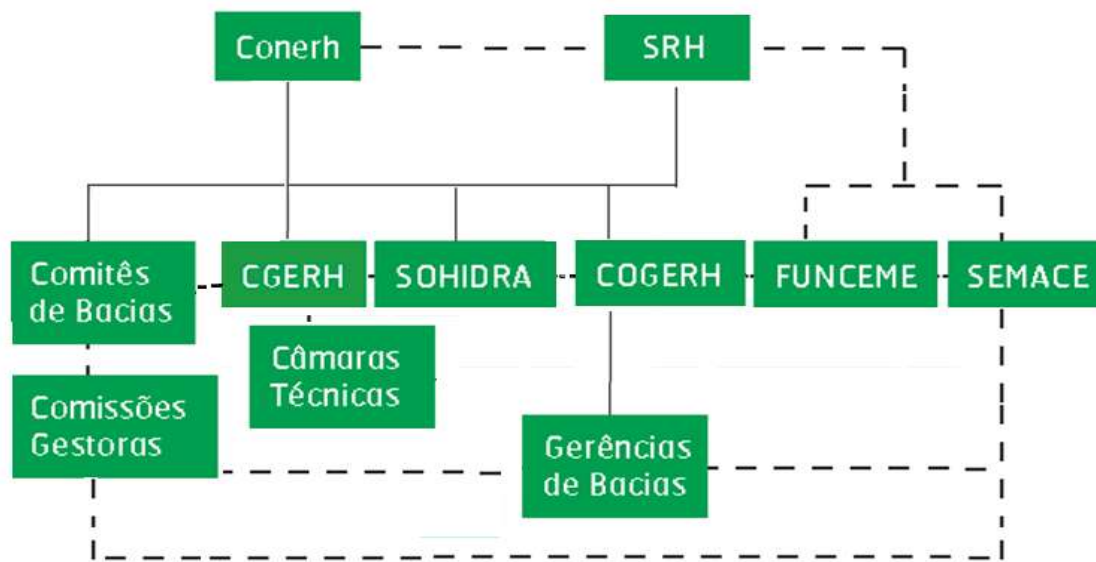 Conerh
SRH
Comitês
de Bacias
CGERH
SOHIDRA
COGERH
FUNCEME
SEMACE
Câmaras
Técnicas
Comissões
Gestoras
Gerências
de Bacias